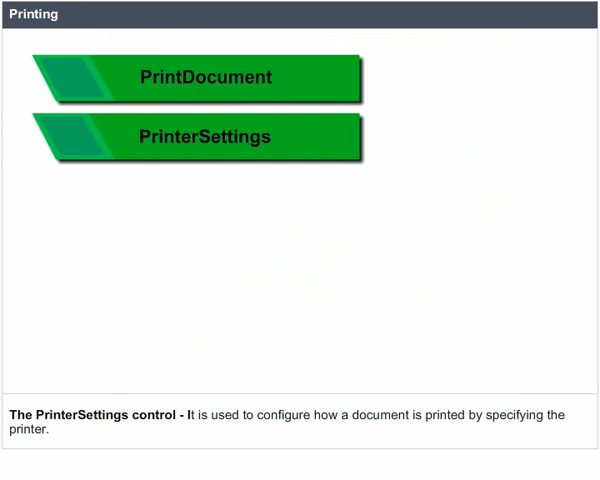 Printing
PrintDocument
PrinterSettings
The PrinterSettings control - It is used to configure how a document is printed by specifying the
printer.